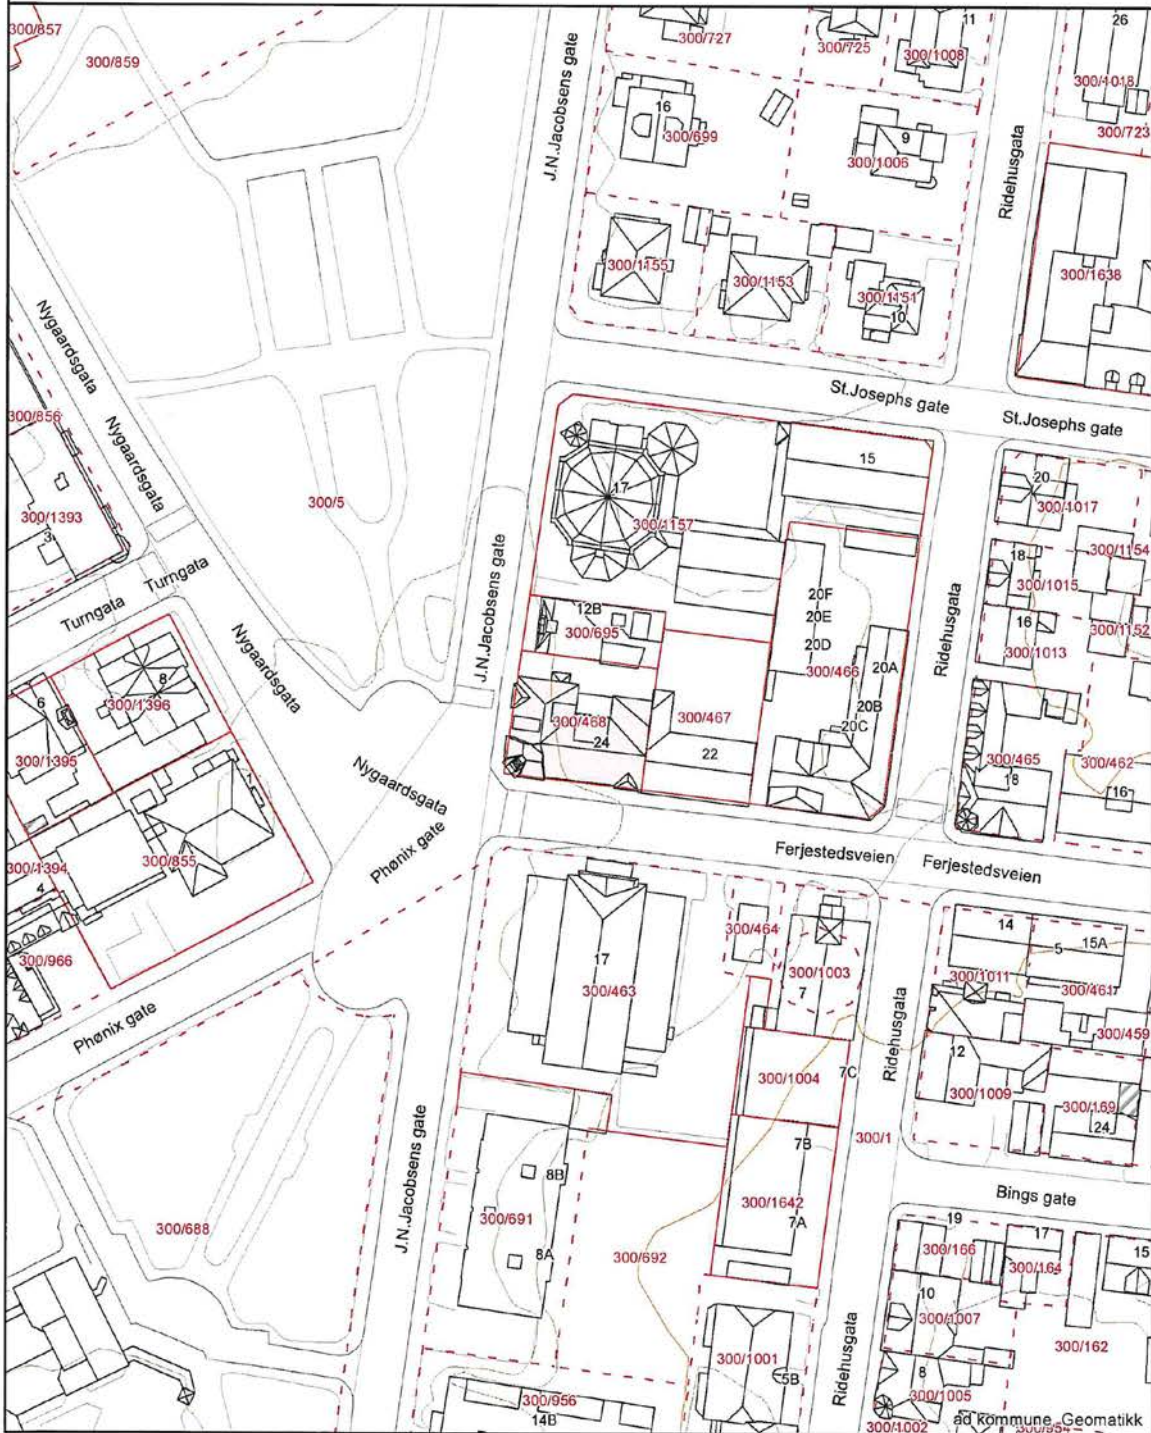 11
26
300/857
300/727
300/725
300/1008
300/859
300/1018
J.N.Jacobsens gate
16
300/699
9
300/1006
300/723
Ridehusgata
300/1155
300/1153
300/1151
10
300/1638
Nygaardsgata
Nygaardsgata
St.Josephs gate
St.Josephs gate
300/856
15
20
300/1017
17
300/5
300/1157
300/1393
3
300/1154
18
300/1015
J.N.Jacobsens gate
Turngata
Turngata
20F
20E
20D
12B
300/695
16
300/1013
300/1152
Ridehusgata
Nygaardsgata
8
300/1396
6
300/1395
300/466
20A
20B
20C
300/468
24
300/467
22
300/465
18
300/462
16
Nygaardsgata
1
Phønix gate
Ferjestedsveien
Ferjestedsveien
300/855
300/1394
4
300/966
300/464
14
5
15A
17
300/463
300/1003
7
300/1011
300/461
Phønix gate
Ridehusgata
300/459
12
300/1009
300/1004
7C
300/169
24
J.N.Jacobsens gate
7B
300/1
8B
300/691
300/1642
7A
Bings gate
300/688
8A
300/692
19
300/166
17
300/164
15
10
300/1007
300/162
Ridehusgata
300/1001
5B
8
300/1005
300/956
14B
300/1002
300/954
ad kommune, Geomatikk